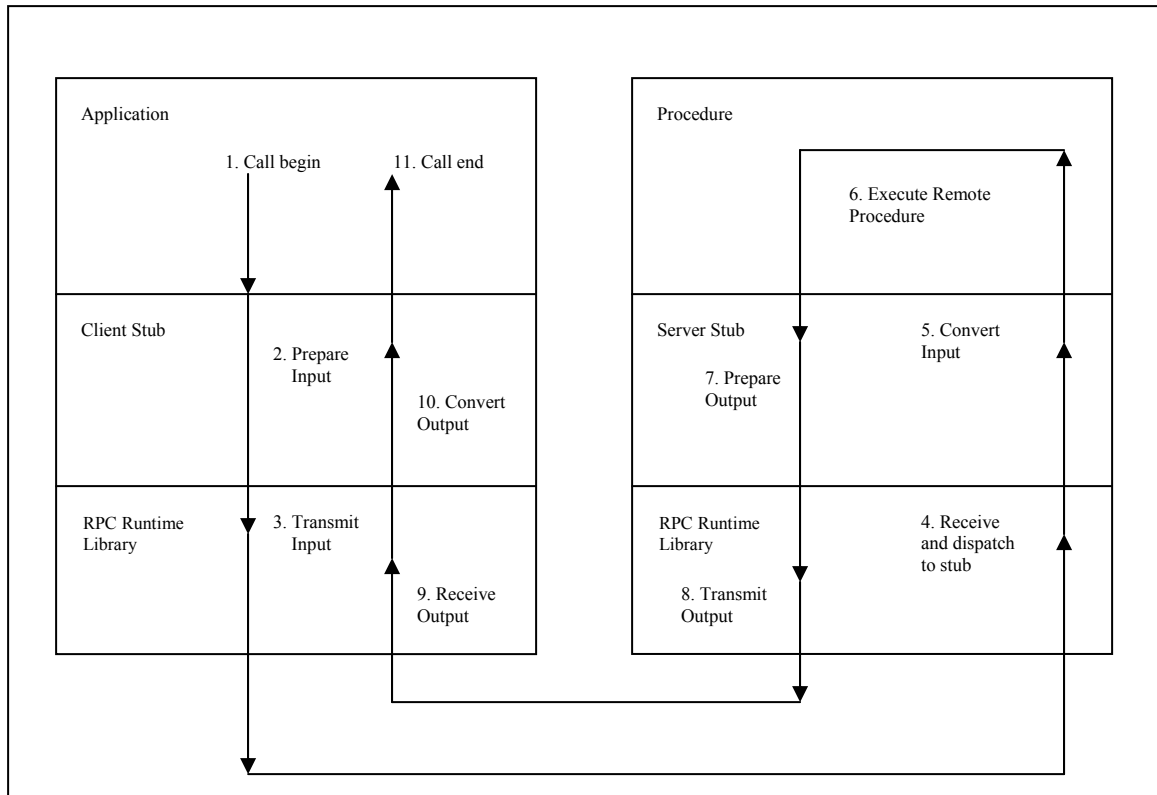 Application
1. Call begin
11. Call end
Client Stub
2. Prepare
Input
10. Convert
Output
RPC Runtime
Library
3. Transmit
Input
9. Receive
Output
Procedure
6. Execute Remote
Procedure
Server Stub
5. Convert
Input
7. Prepare
Output
RPC Runtime
Library
4. Receive
and dispatch
to stub
8. Transmit
Output